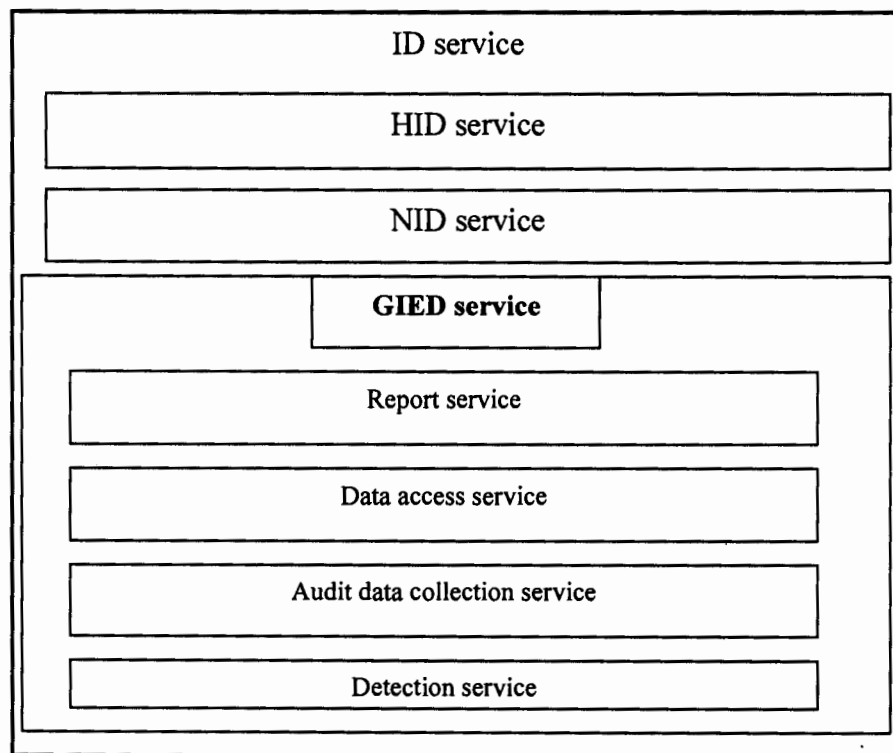 ID service
HID service
NID service
GIED service
Report service
Data access service
Audit data collection service
Detection service